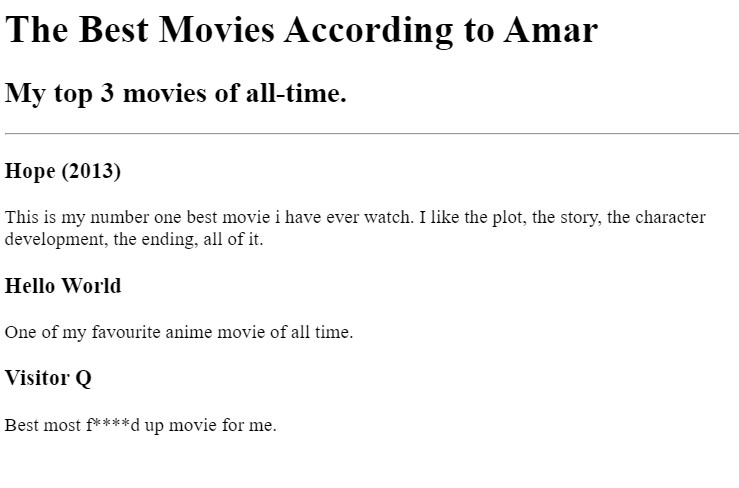 The Best Movies According to Amar
My top 3 movies of all-time.
Hope (2013)
This is my number one best movie i have ever watch. I like the plot, the story, the character
development, the ending, all of it.
Hello World
One of my favourite anime movie of all time.
Visitor Q
Best most f****d up movie for me.